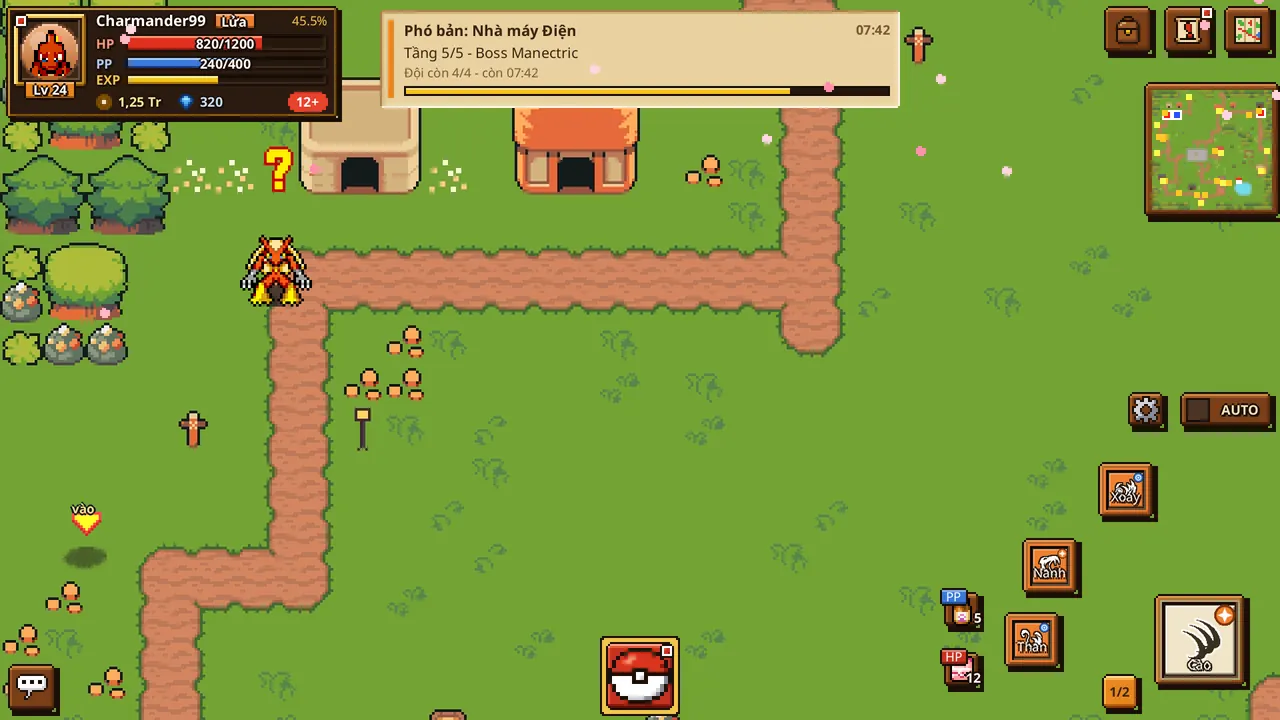 Charmander99
Lửa
45.5%
HP
820/1200
PP
240/400
EXP
Lv 24
1,25 Tr
320
12+
Phó bản: Nhà máy Điện
07:42
Tầng 5/5 - Boss Manectric
Đội còn 4/4 - còn 07:42
?
AUTO
Xoáy
Nanh
Than
Cào
PP
5
HP
12
1/2
vào